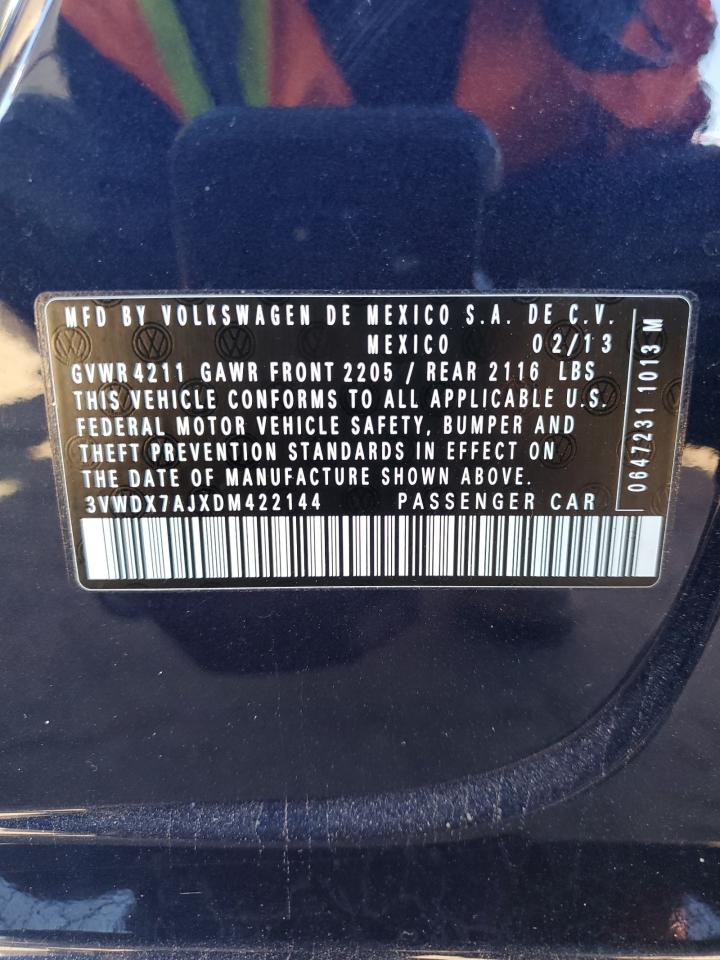 MFD BY VOLKSWAGEN DE MEXICO S.A. DE C.V.
MEXICO 02/13
GVWR 4211 GAWR FRONT 2205 / REAR 2116 LBS
THIS VEHICLE CONFORMS TO ALL APPLICABLE U.S.
FEDERAL MOTOR VEHICLE SAFETY, BUMPER AND
THEFT PREVENTION STANDARDS IN EFFECT ON
THE DATE OF MANUFACTURE SHOWN ABOVE.
3VWDX7AJXDM422144 PASSENGER CAR
0647231 1013 M